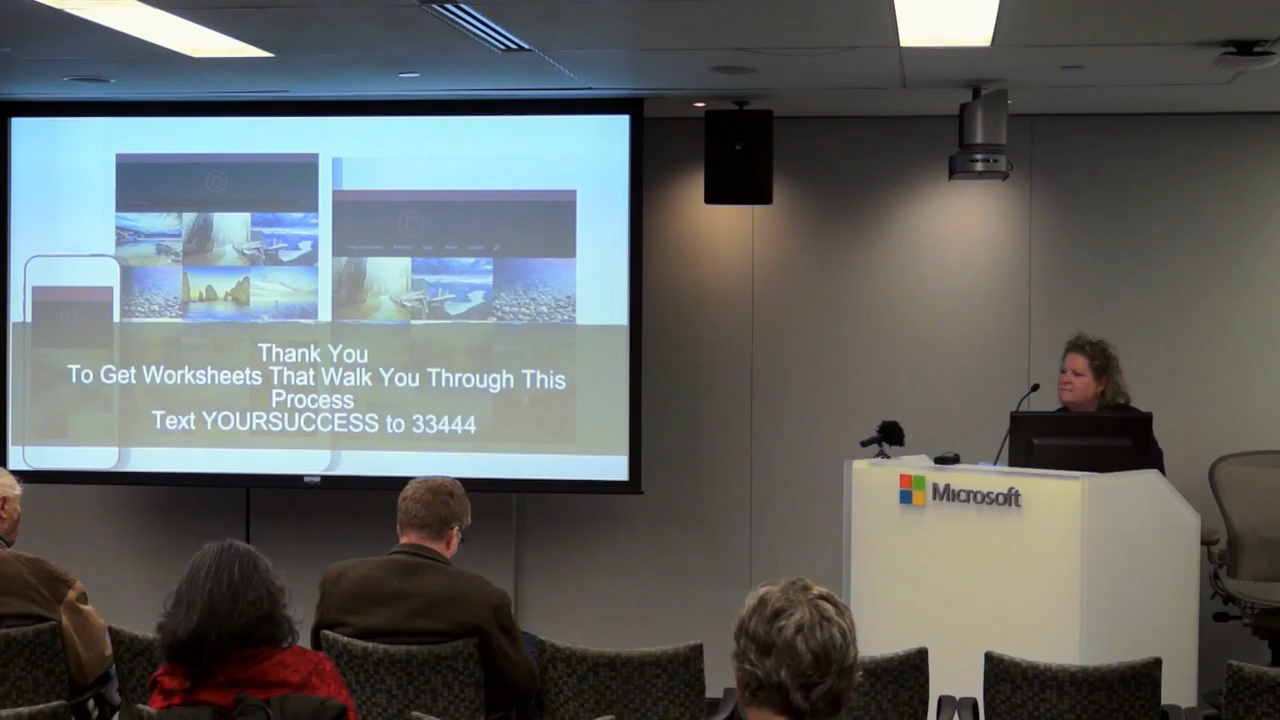 Thank You
To Get Worksheets That Walk You Through This
Process
Text YOURSUCCESS to 33444
Microsoft